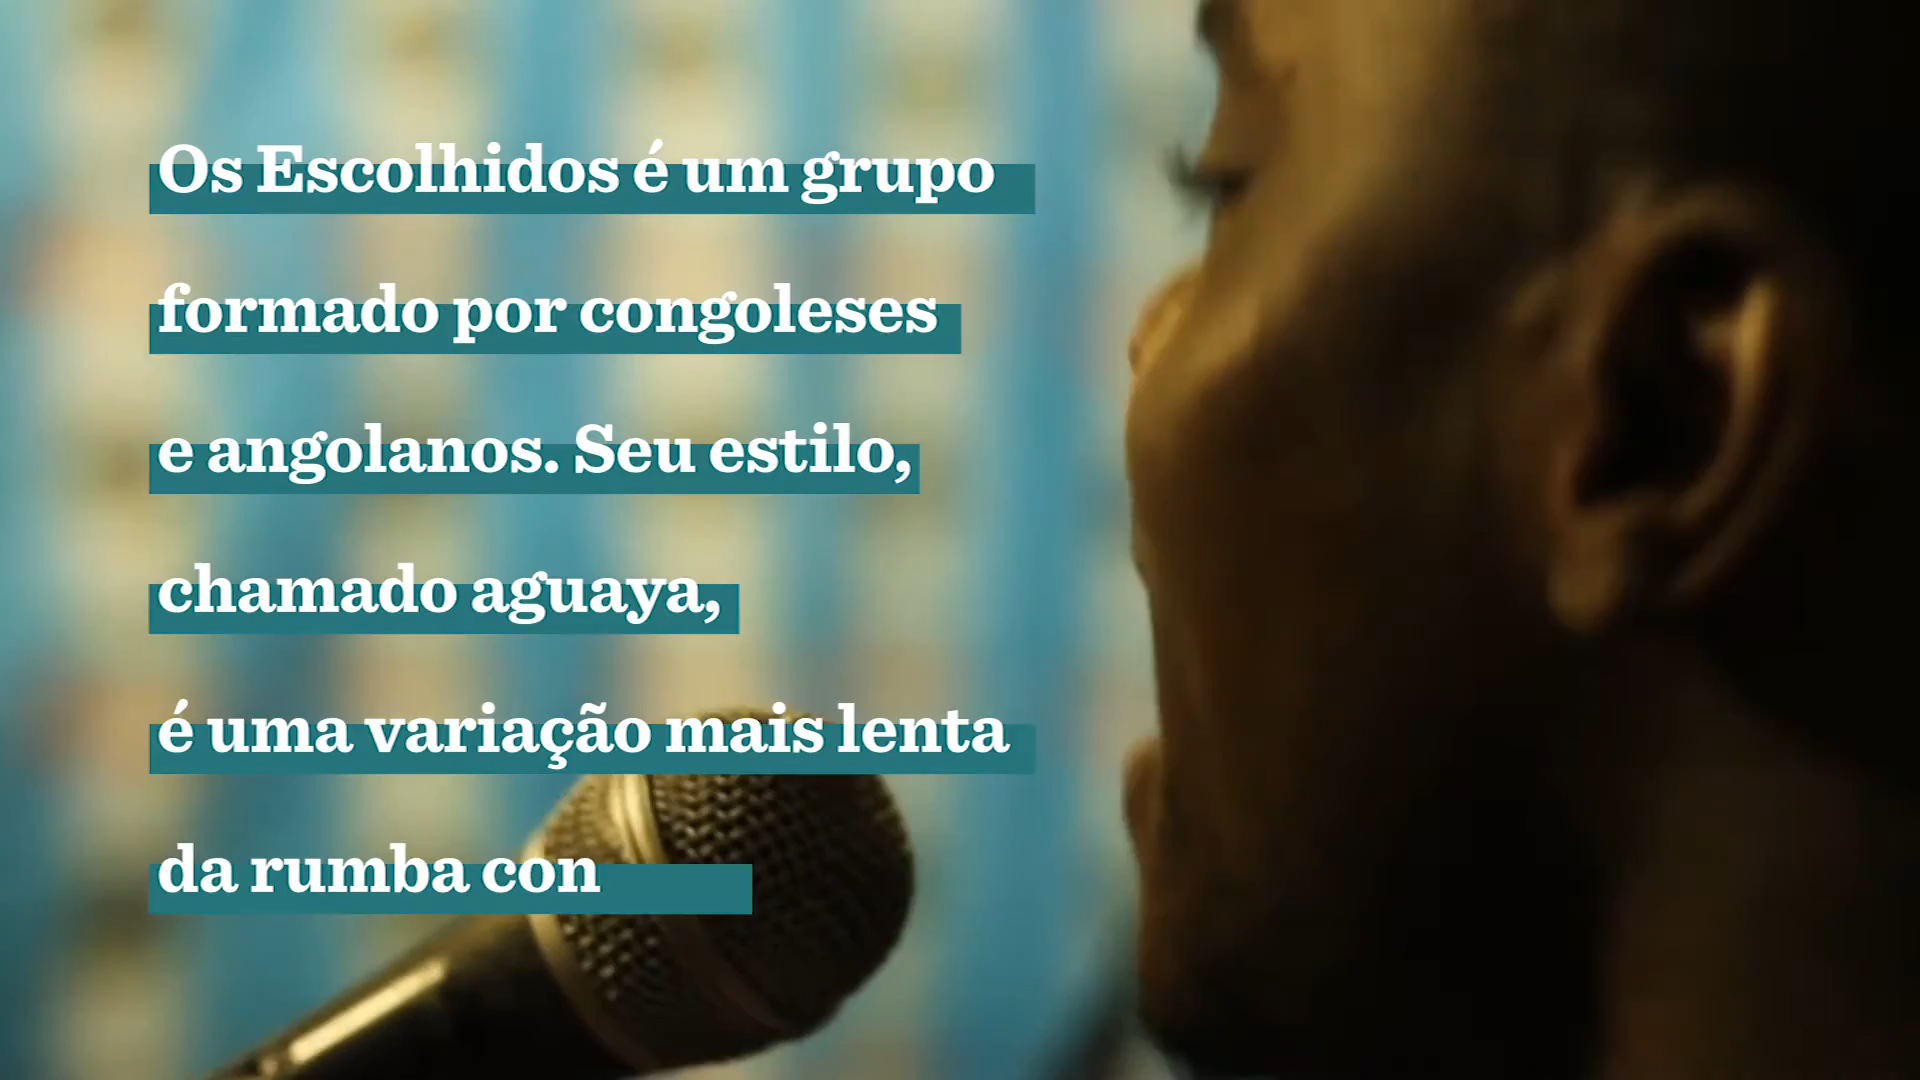 Os Escolhidos é um grupo
formado por congoleses
e angolanos. Seu estilo,
chamado aguaya,
é uma variação mais lenta
da rumba con